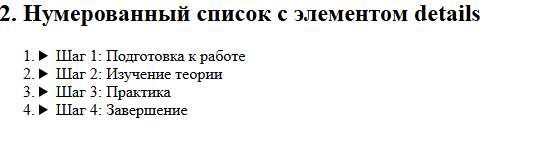 2. Нумерованный список с элементом details
1. ▶ Шаг 1: Подготовка к работе
2. ▶ Шаг 2: Изучение теории
3. ▶ Шаг 3: Практика
4. ▶ Шаг 4: Завершение